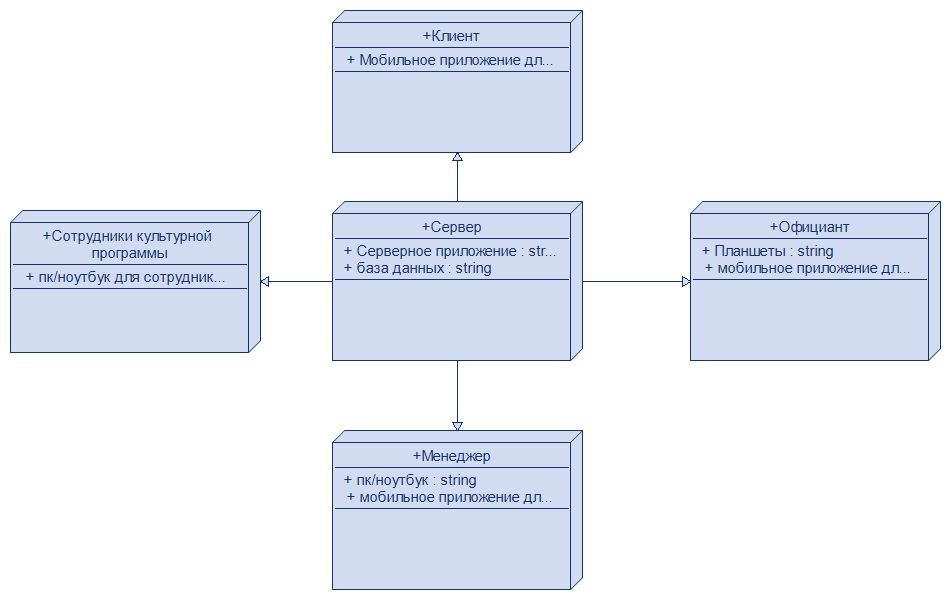 +Клиент
+ Мобильное приложение дл...
+Сотрудники культурной
программы
+ пк/ноутбук для сотрудник...
+Сервер
+ Серверное приложение : str...
+ база данных : string
+Официант
+ Планшеты : string
+ мобильное приложение дл...
+Менеджер
+ пк/ноутбук : string
+ мобильное приложение дл...